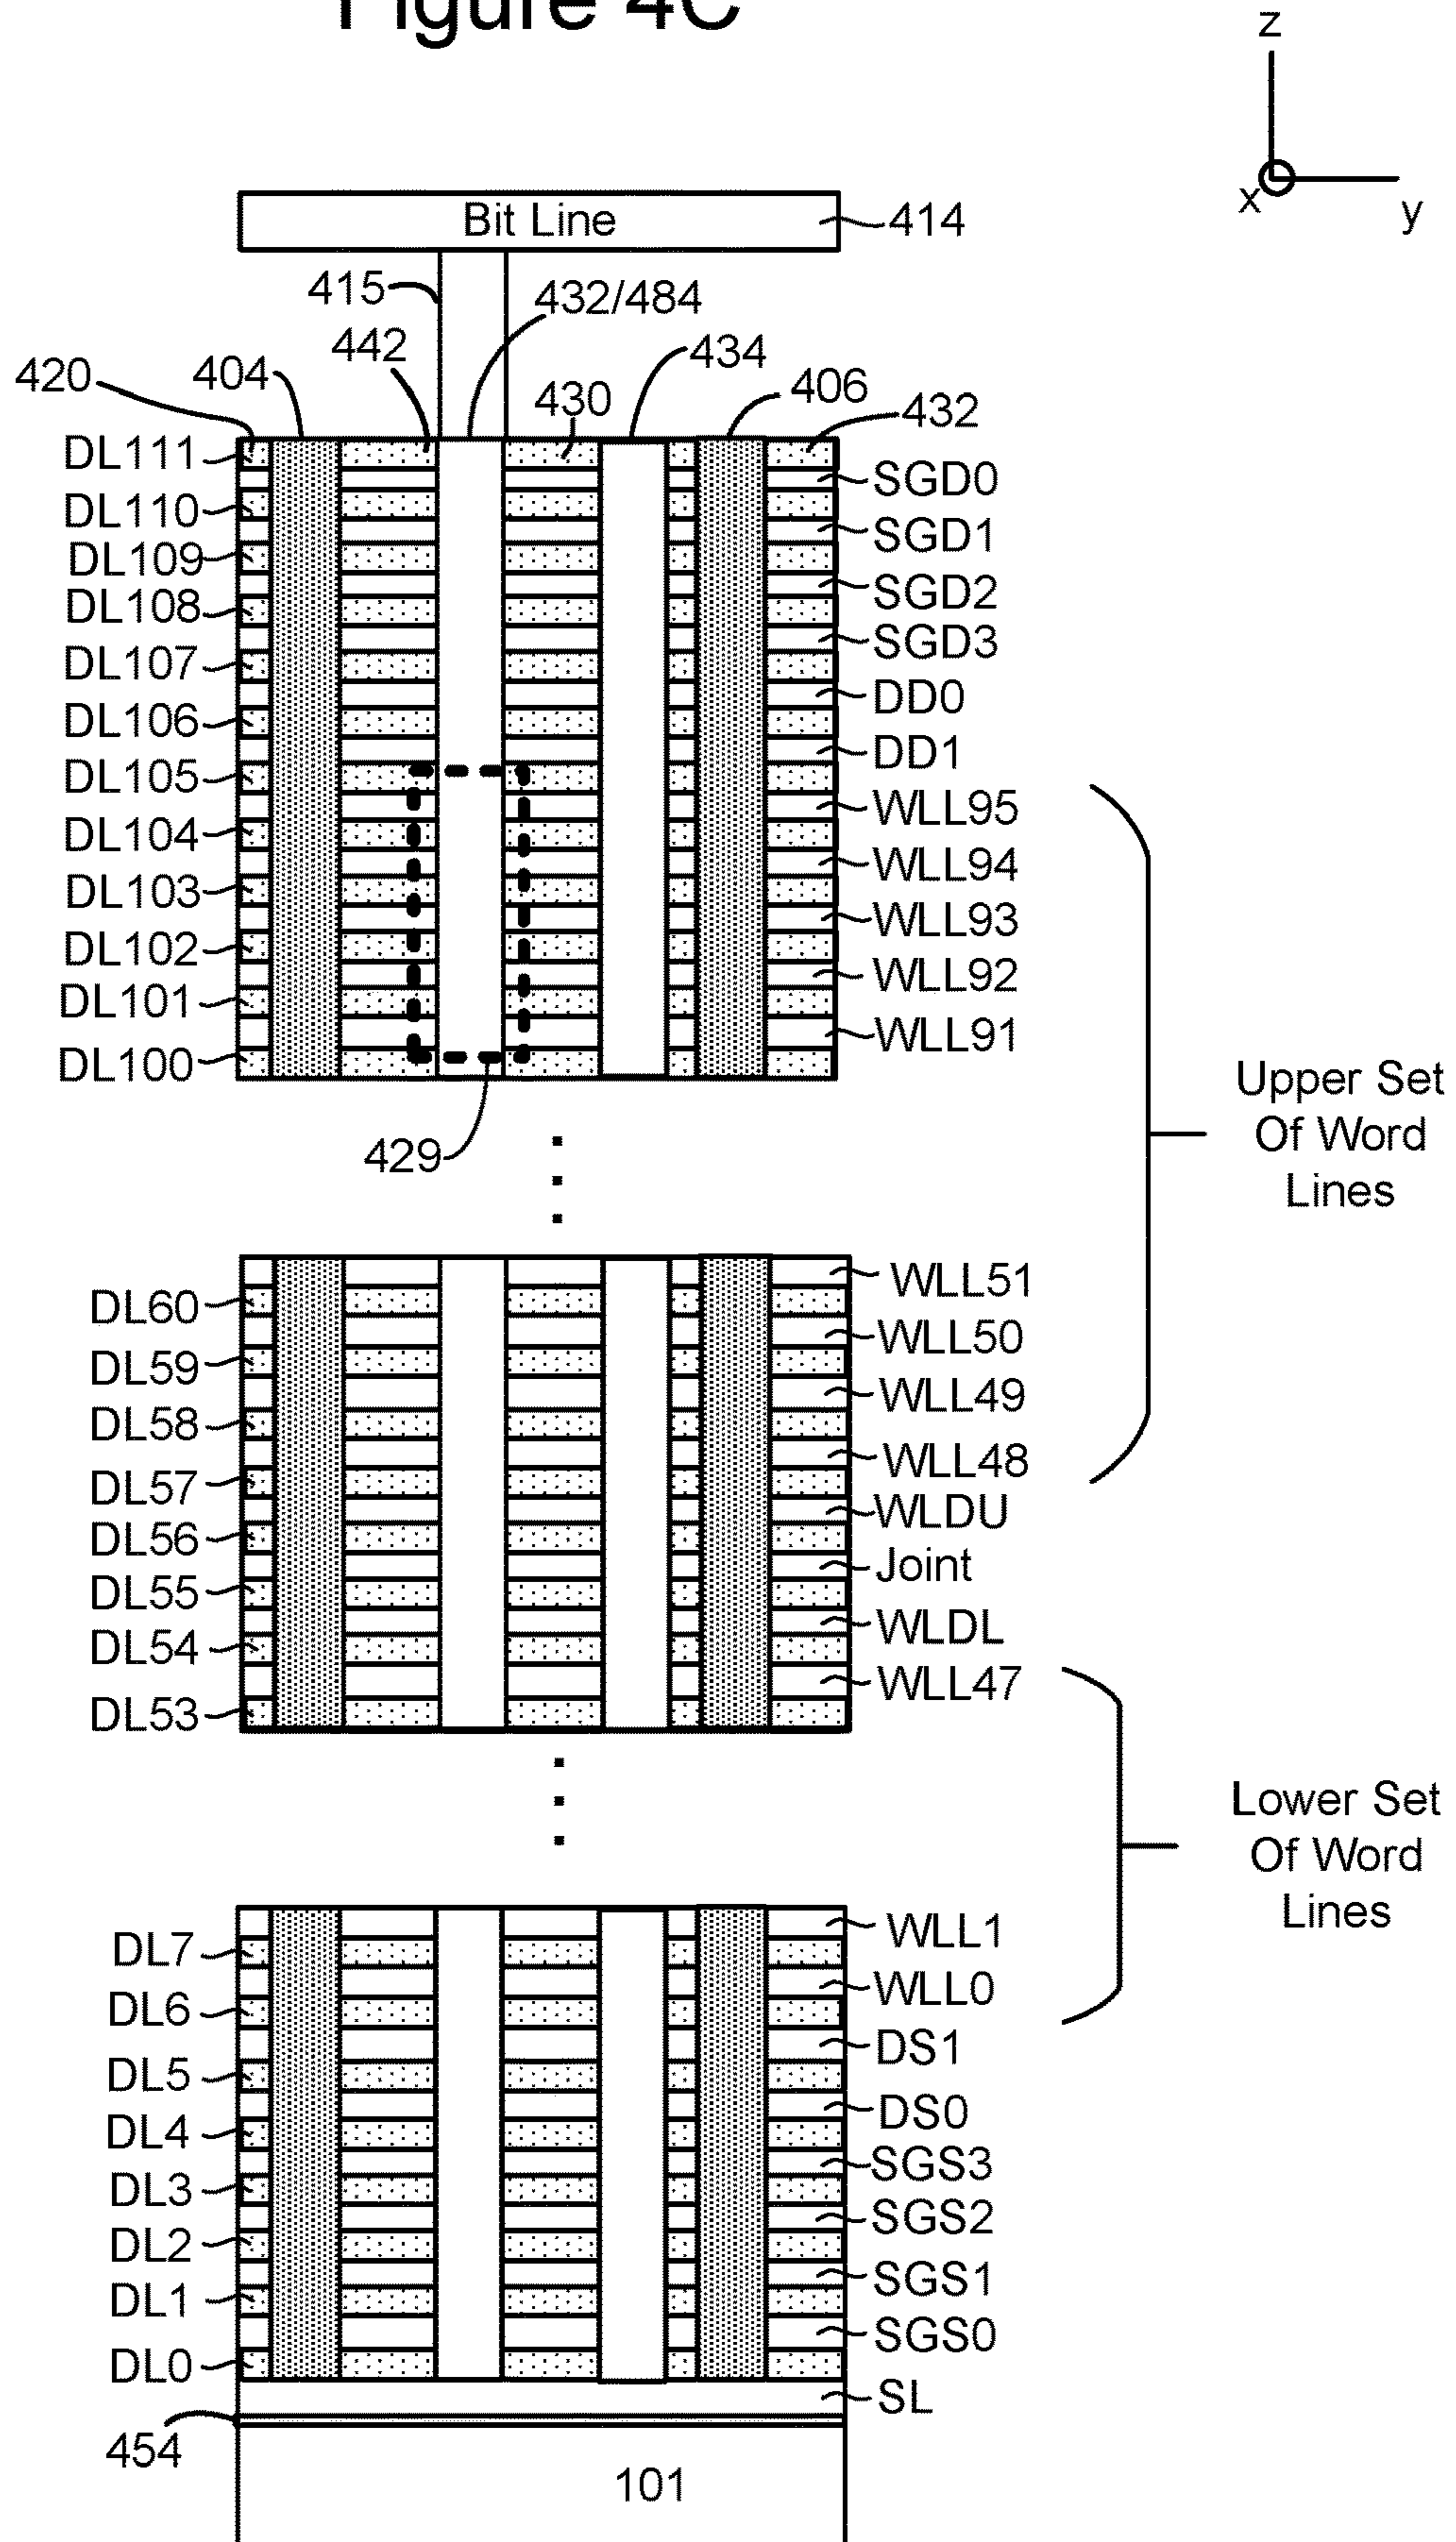 Figure 4C
z
x
y
Bit Line
414
415
432/484
442
434
420
404
430
406
432
DL111
SGD0
DL110
SGD1
DL109
SGD2
DL108
SGD3
DL107
DD0
DL106
DD1
DL105
WLL95
DL104
WLL94
DL103
WLL93
DL102
WLL92
DL101
WLL91
DL100
429
Upper Set
Of Word
Lines
WLL51
DL60
WLL50
DL59
WLL49
DL58
WLL48
DL57
WLDU
DL56
Joint
DL55
WLDL
DL54
WLL47
DL53
Lower Set
Of Word
Lines
WLL1
DL7
WLL0
DL6
DS1
DL5
DS0
DL4
SGS3
DL3
SGS2
DL2
SGS1
DL1
SGS0
DL0
SL
454
101